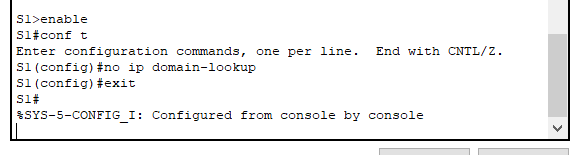 S1>enable
S1#conf t
Enter configuration commands, one per line.  End with CNTL/Z.
S1(config)#no ip domain-lookup
S1(config)#exit
S1#
%SYS-5-CONFIG_I: Configured from console by console